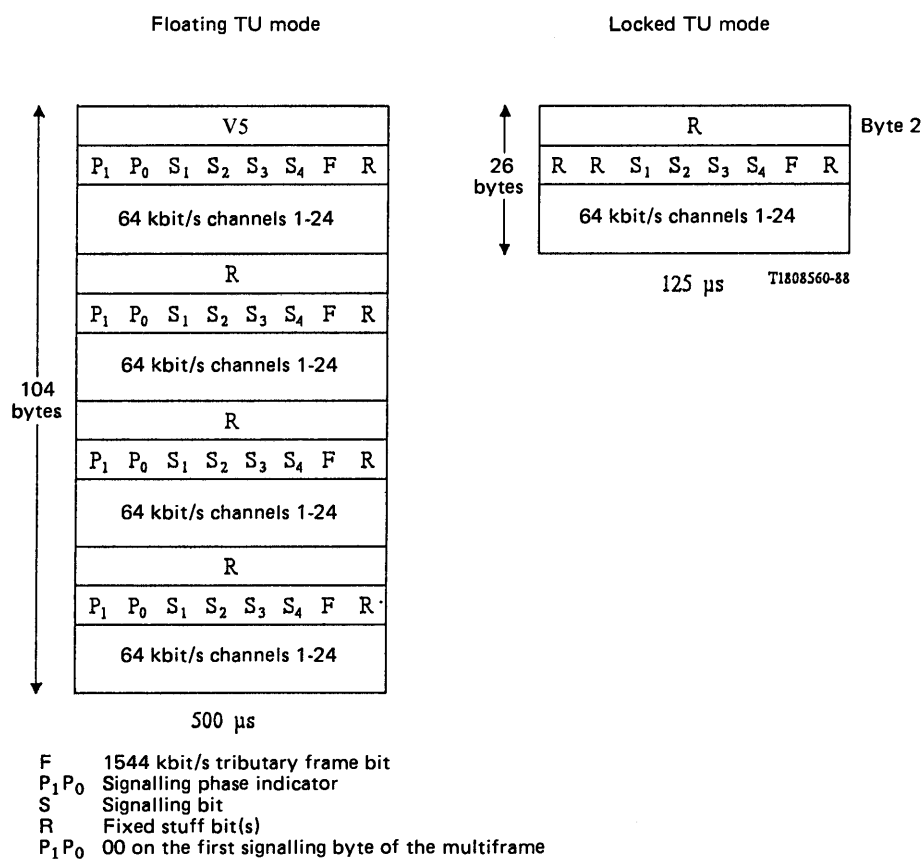 Floating TU mode
Locked TU mode
V5
P₁ P₀ S₁ S₂ S₃ S₄ F R
64 kbit/s channels 1-24
R
P₁ P₀ S₁ S₂ S₃ S₄ F R
64 kbit/s channels 1-24
R
P₁ P₀ S₁ S₂ S₃ S₄ F R
64 kbit/s channels 1-24
R
P₁ P₀ S₁ S₂ S₃ S₄ F R
64 kbit/s channels 1-24
104
bytes
500 µs
R
Byte 2
R R S₁ S₂ S₃ S₄ F R
64 kbit/s channels 1-24
26
bytes
125 µs
T1808560-88
F 1544 kbit/s tributary frame bit
P₁P₀ Signalling phase indicator
S Signalling bit
R Fixed stuff bit(s)
P₁P₀ 00 on the first signalling byte of the multiframe